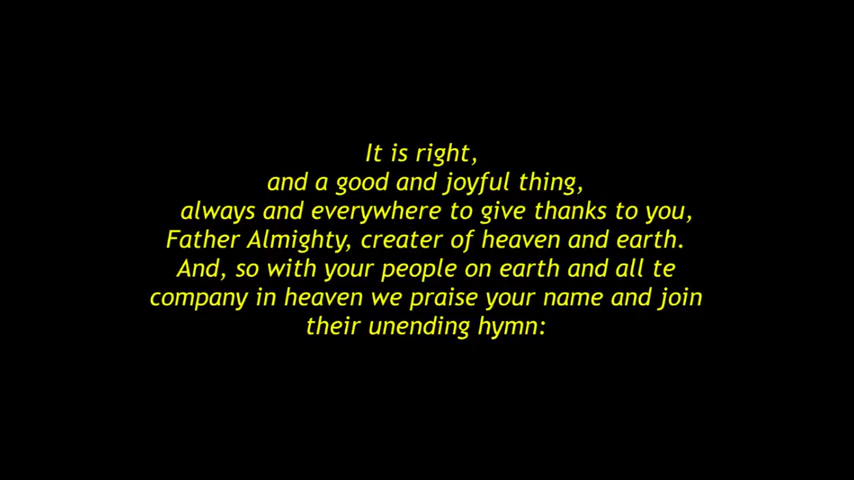 It is right,
and a good and joyful thing,
always and everywhere to give thanks to you,
Father Almighty, creater of heaven and earth.
And, so with your people on earth and all te
company in heaven we praise your name and join
their unending hymn: